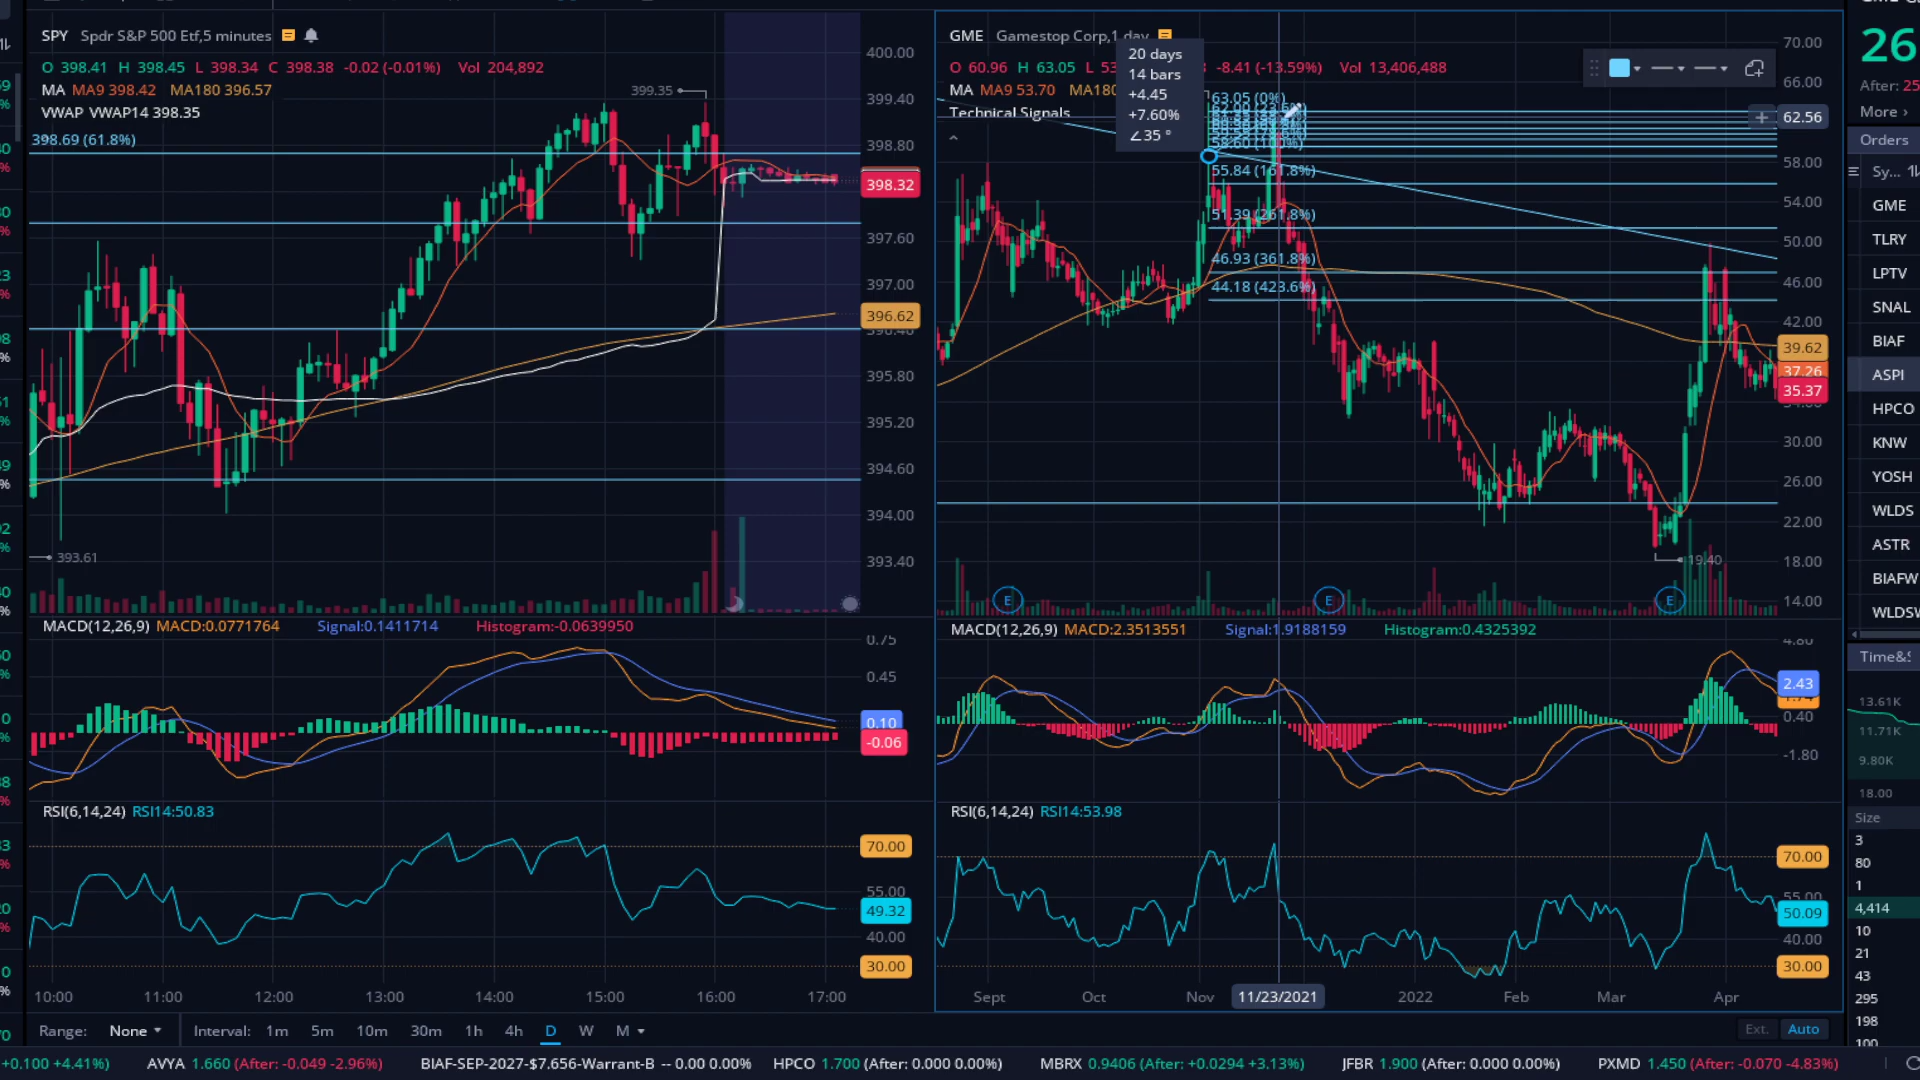 SPY Spdr S&P 500 Etf,5 minutes
O 398.41 H 398.45 L 398.34 C 398.38 -0.02 (-0.01%) Vol 204,892
MA MA9 398.42 MA180 396.57
VWAP VWAP14 398.35
399.35
398.69 (61.8%)
393.61
400.00
399.40
398.80
398.32
397.60
397.00
396.62
395.80
395.20
394.60
394.00
393.40
MACD(12,26,9) MACD:0.0771764 Signal:0.1411714 Histogram:-0.0639950
0.75
0.45
0.10
-0.06
RSI(6,14,24) RSI14:50.83
70.00
55.00
49.32
40.00
30.00
10:00 11:00 12:00 13:00 14:00 15:00 16:00 17:00
GME Gamestop Corp,1 day
O 60.96 H 63.05 L -8.41 (-13.59%) Vol 13,406,488
MA MA9 53.70 MA180
Technical Signals
20 days
14 bars
+4.45
+7.60%
∠35 °
63.05 (0%)
58.60 (100%)
55.84 (161.8%)
51.39 (261.8%)
46.93 (361.8%)
44.18 (423.6%)
19.40
E E E
70.00
66.00
62.56
58.00
54.00
50.00
46.00
42.00
39.62
37.26
35.37
30.00
26.00
22.00
18.00
14.00
MACD(12,26,9) MACD:2.3513551 Signal:1.9188159 Histogram:0.4325392
4.80
2.43
0.40
-1.80
RSI(6,14,24) RSI14:53.98
70.00
55.00
50.09
40.00
30.00
Sept Oct Nov 11/23/2021 2022 Feb Mar Apr
Range: None Interval: 1m 5m 10m 30m 1h 4h D W M Ext. Auto
26
After: 25
More
Orders
Sy...
GME
TLRY
LPTV
SNAL
BIAF
ASPI
HPCO
KNW
YOSH
WLDS
ASTR
BIAFW
WLDSW
Time&S
13.61K
11.71K
9.80K
18.00
Size
3
80
1
4,414
10
21
43
295
198
100
+0.100 +4.41%) AVYA 1.660 (After: -0.049 -2.96%) BIAF-SEP-2027-$7.656-Warrant-B -- 0.00 0.00% HPCO 1.700 (After: 0.000 0.00%) MBRX 0.9406 (After: +0.0294 +3.13%) JFBR 1.900 (After: 0.000 0.00%) PXMD 1.450 (After: -0.070 -4.83%)